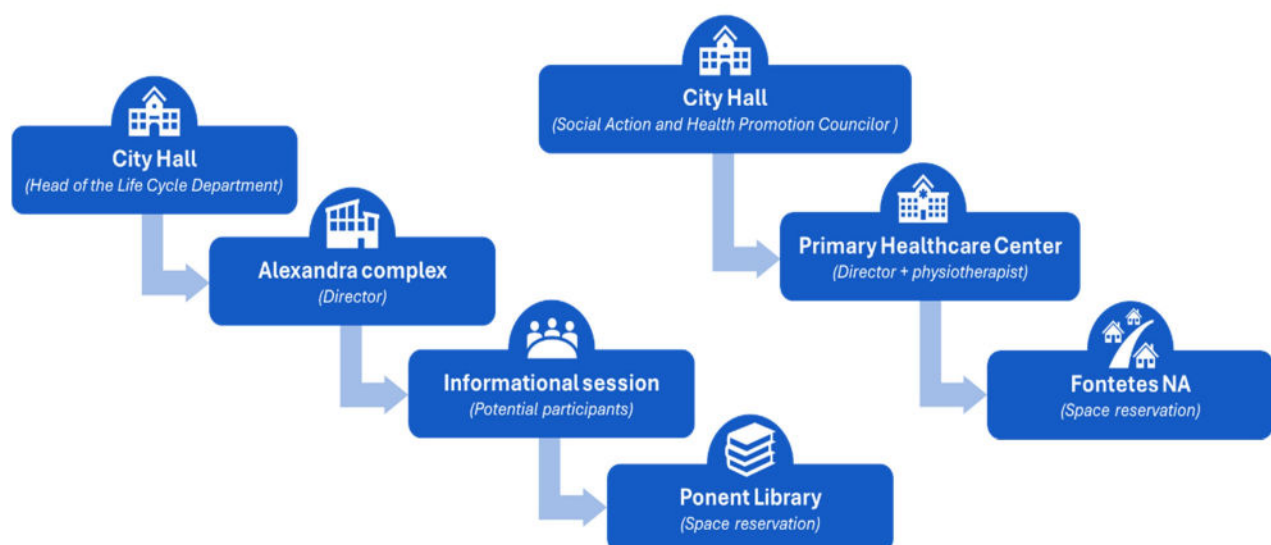 City Hall
(Head of the Life Cycle Department)
Alexandra complex
(Director)
Informational session
(Potential participants)
Ponent Library
(Space reservation)
City Hall
(Social Action and Health Promotion Councilor )
Primary Healthcare Center
(Director + physiotherapist)
Fontetes NA
(Space reservation)